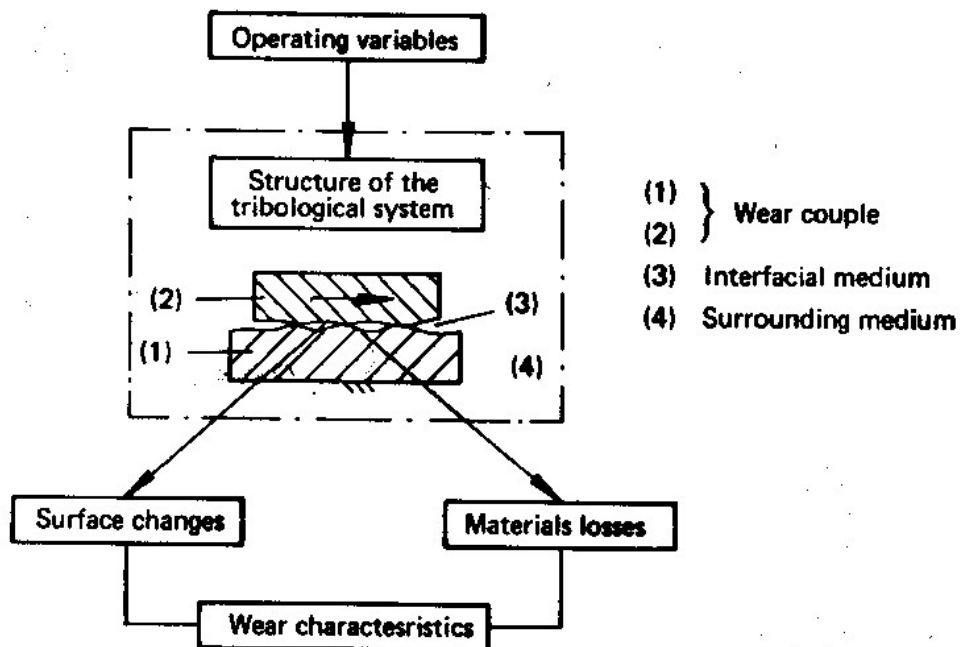 Operating variables
Structure of the
tribological system
(2)
(3)
(1)
(4)
(1)
(2)
Wear couple
(3) Interfacial medium
(4) Surrounding medium
Surface changes
Materials losses
Wear charactesristics